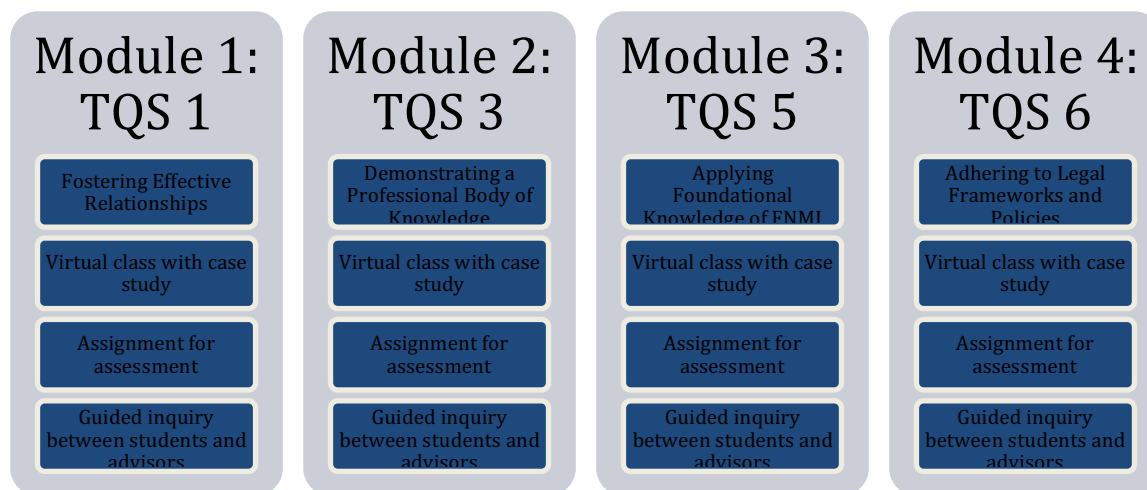 Module 1:
TQS 1
Fostering Effective
Relationships
Virtual class with case
study
Assignment for
assessment
Guided inquiry
between students and
advisors
Module 2:
TQS 3
Demonstrating a
Professional Body of
Knowledge
Virtual class with case
study
Assignment for
assessment
Guided inquiry
between students and
advisors
Module 3:
TQS 5
Applying
Foundational
Knowledge of FNMI
Virtual class with case
study
Assignment for
assessment
Guided inquiry
between students and
advisors
Module 4:
TQS 6
Adhering to Legal
Frameworks and
Policies
Virtual class with case
study
Assignment for
assessment
Guided inquiry
between students and
advisors